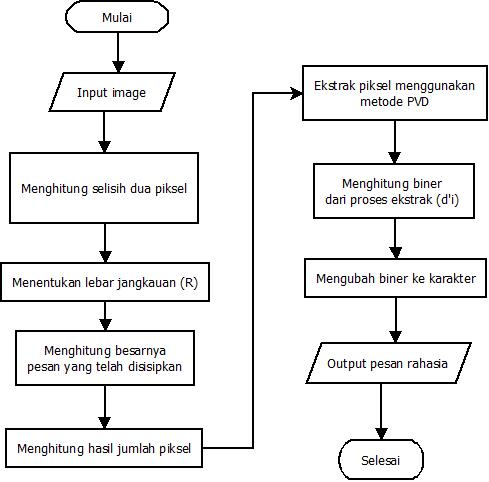 Mulai
Input image
Menghitung selisih dua piksel
Menentukan lebar jangkauan (R)
Menghitung besarnya
pesan yang telah disisipkan
Menghitung hasil jumlah piksel
Ekstrak piksel menggunakan
metode PVD
Menghitung biner
dari proses ekstrak (d'i)
Mengubah biner ke karakter
Output pesan rahasia
Selesai